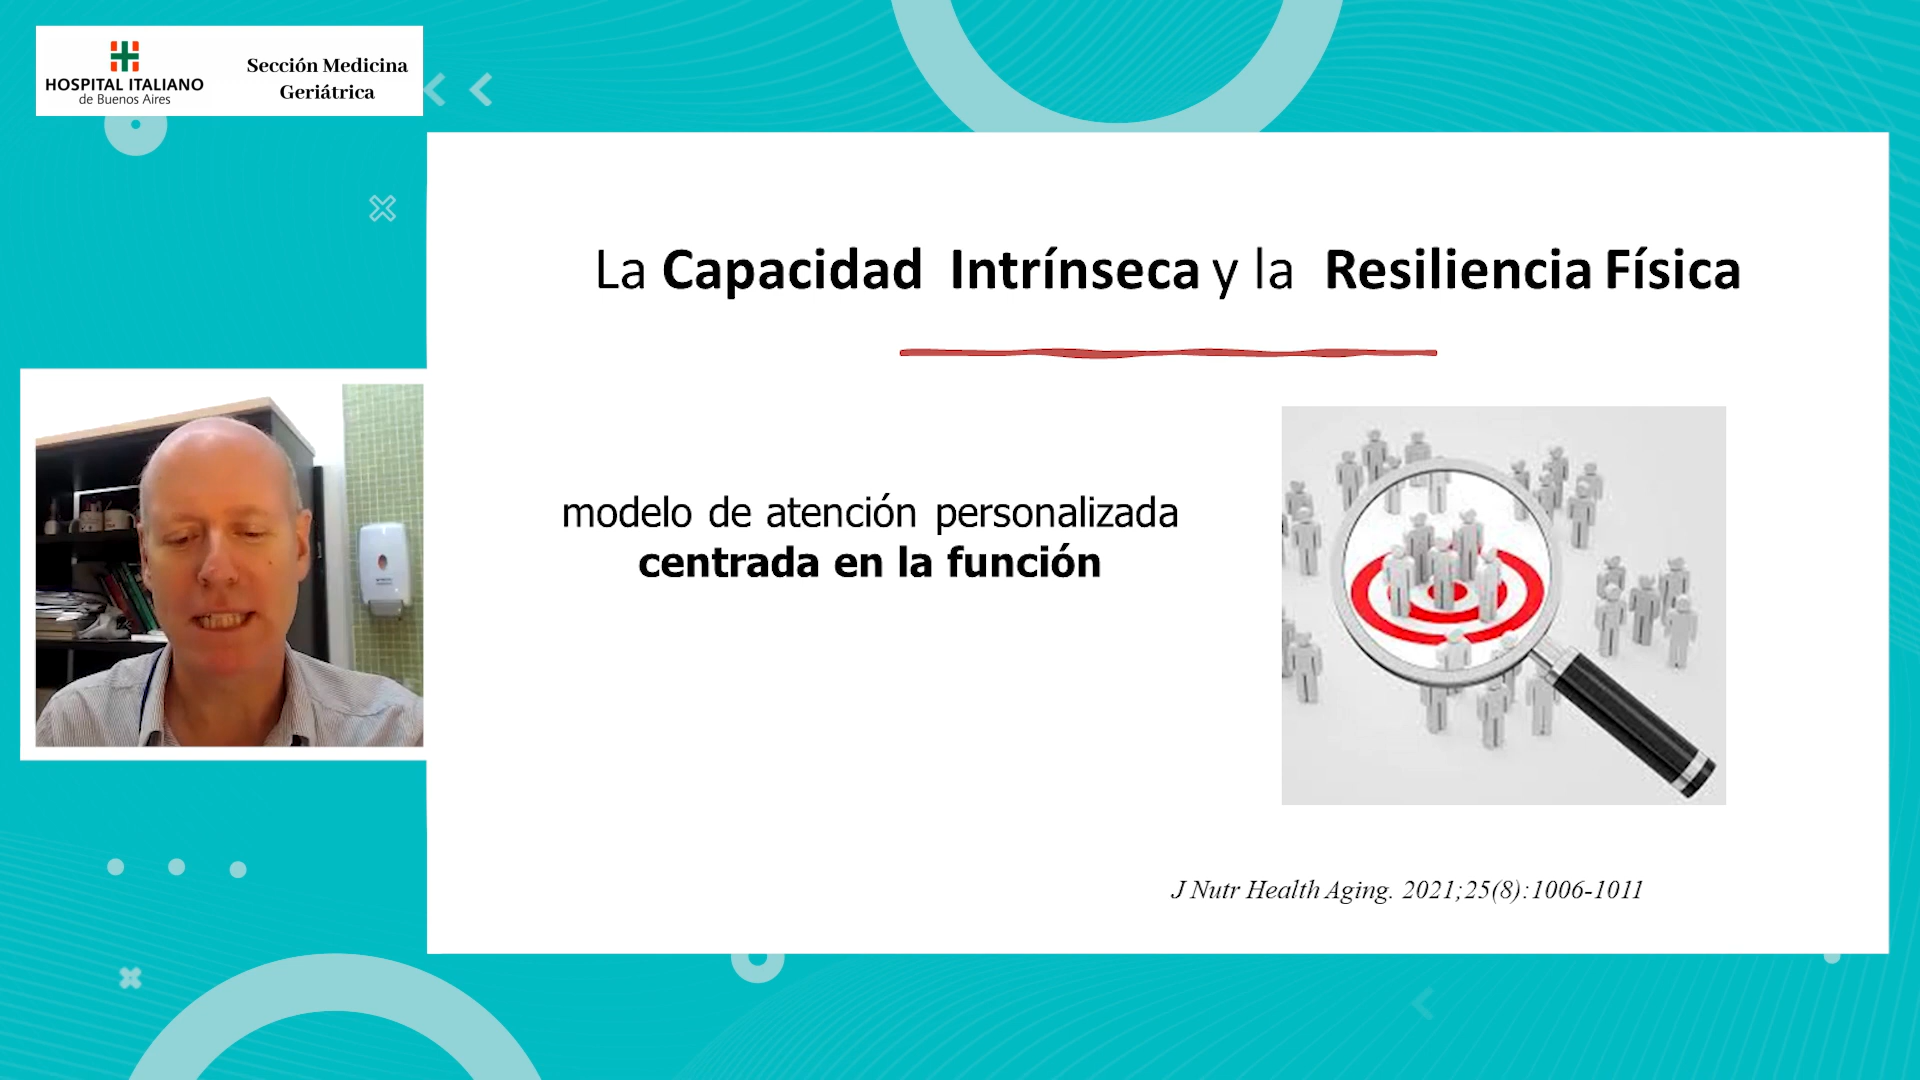 HOSPITAL ITALIANO
de Buenos Aires
Sección Medicina
Geriátrica
La Capacidad Intrínseca y la Resiliencia Física
modelo de atención personalizada
centrada en la función
J Nutr Health Aging. 2021;25(8):1006-1011